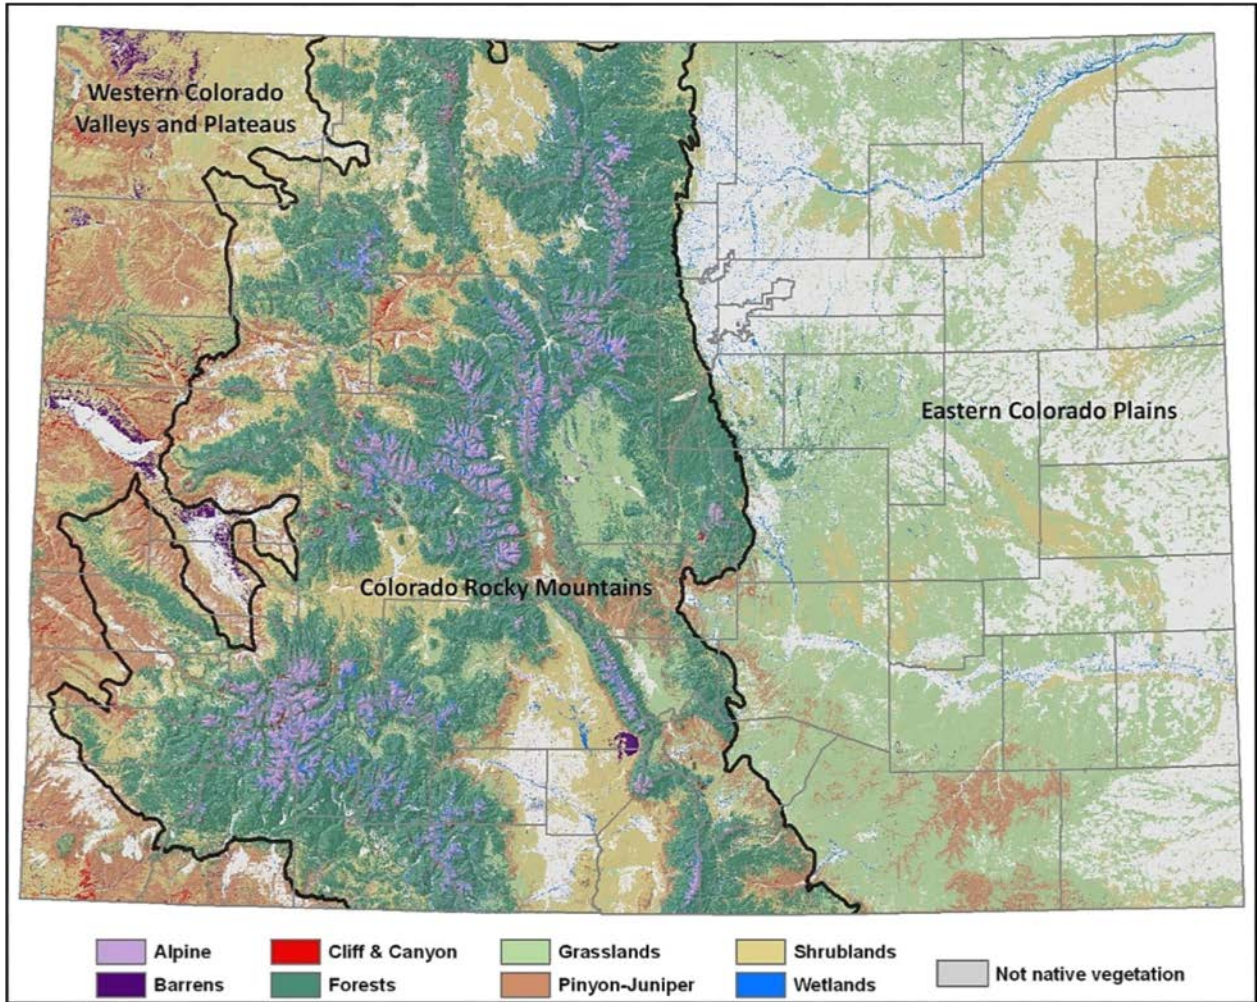 Western Colorado
Valleys and Plateaus
Eastern Colorado Plains
Colorado Rocky Mountains
Alpine
Cliff & Canyon
Grasslands
Shrublands
Not native vegetation
Barrens
Forests
Pinyon-Juniper
Wetlands